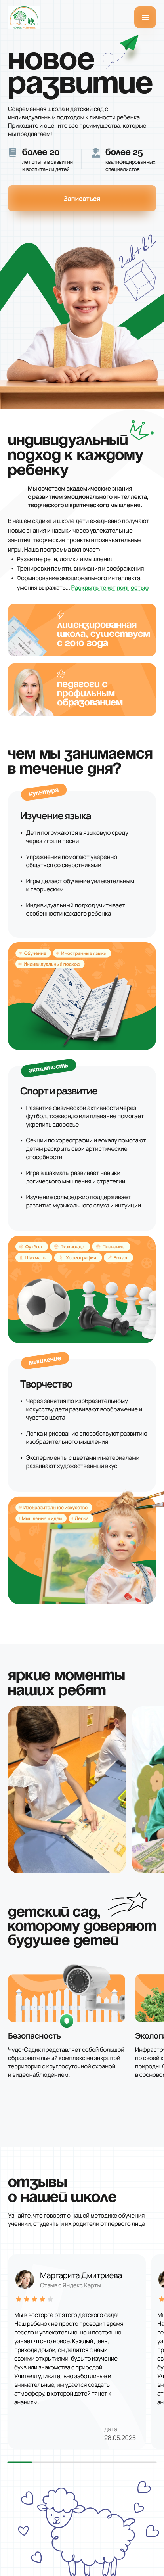 новое
развитие
Современная школа и детский сад с
индивидуальным подходом к личности ребенка.
Приходите и оцените все преимущества, которые
мы предлагаем!
более 20
лет опыта в развитии
и воспитании детей
более 25
квалифицированных
специалистов
Записаться
индивидуальный
подход к каждому
ребенку
Мы сочетаем академические знания
с развитием эмоционального интеллекта,
творческого и критического мышления.
В нашем садике и школе дети ежедневно получают
новые знания и навыки через увлекательные
занятия, творческие проекты и познавательные
игры. Наша программа включает:
• Развитие речи, логики и мышления
• Тренировки памяти, внимания и воображения
• Формирование эмоционального интеллекта,
умения выражать... Раскрыть текст полностью
лицензированная
школа, существуем
с 2010 года
педагоги с
профильным
образованием
чем мы занимаемся
в течение дня?
культура
Изучение языка
• Дети погружаются в языковую среду
через игры и песни
• Упражнения помогают уверенно
общаться со сверстниками
• Игры делают обучение увлекательным
и творческим
• Индивидуальный подход учитывает
особенности каждого ребенка
Обучение
Иностранные языки
Индивидуальный подход
активность
Спорт и развитие
• Развитие физической активности через
футбол, тхэквондо или плавание помогает
укрепить здоровье
• Секции по хореографии и вокалу помогают
детям раскрыть свои артистические
способности
• Игра в шахматы развивает навыки
логического мышления и стратегии
• Изучение сольфеджио поддерживает
развитие музыкального слуха и интуиции
Футбол
Тхэквондо
Плавание
Шахматы
Хореография
Вокал
мышление
Творчество
• Через занятия по изобразительному
искусству дети развивают воображение и
чувство цвета
• Лепка и рисование способствуют развитию
изобразительного мышления
• Эксперименты с цветами и материалами
развивают художественный вкус
Изобразительное искусство
Мышление и идеи
Лепка
яркие моменты
наших ребят
детский сад,
которому доверяют
будущее детей
Безопасность
Чудо-Садик представляет собой большой
образовательный комплекс на закрытой
территории с круглосуточной охраной
и видеонаблюдением.
отзывы
о нашей школе
Узнайте, что говорят о нашей методике обучения
ученики, студенты и их родители от первого лица
Маргарита Дмитриева
Отзыв с Яндекс.Карты
Мы в восторге от этого детского сада!
Наш ребенок не просто проводит время
весело и увлекательно, но и постоянно
узнает что-то новое. Каждый день,
приходя домой, он делится с нами
своими открытиями, будь то изучение
букв или знакомства с природой.
Учителя удивительно заботливые и
внимательные, им удается создать
атмосферу, в которой детей тянет к
знаниям.
дата
28.05.2025